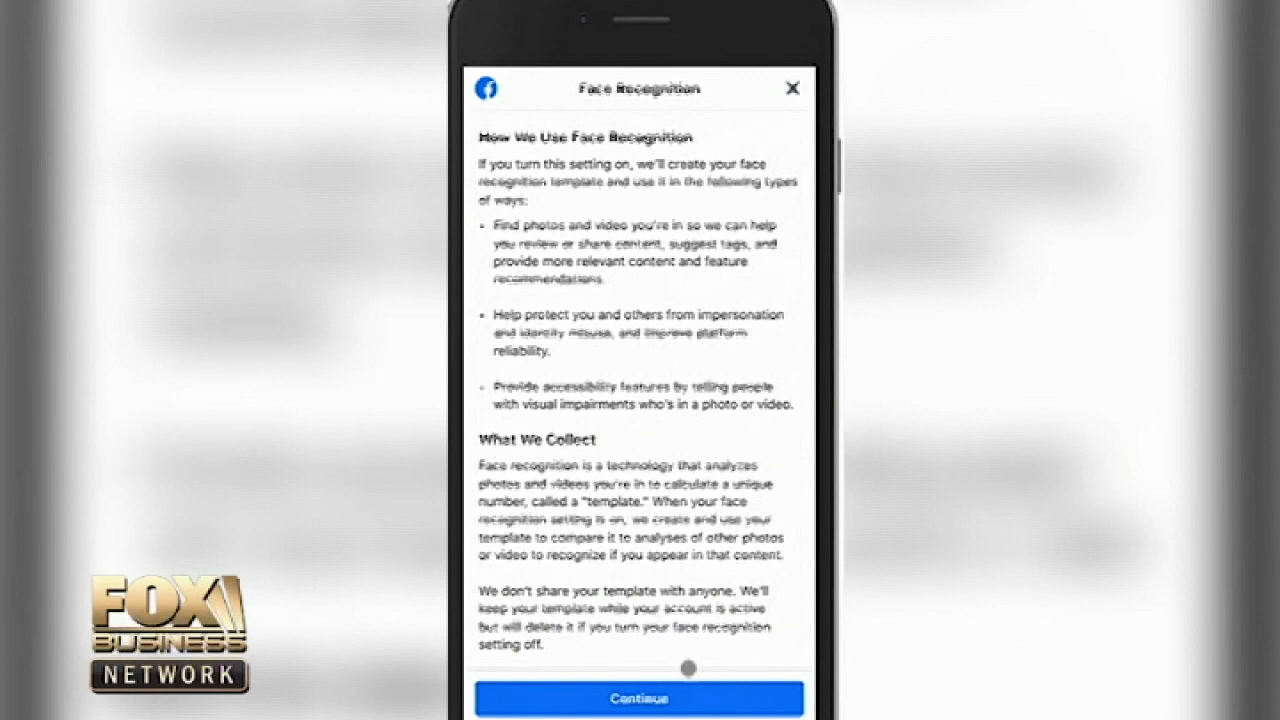 Face Recognition
How We Use Face Recognition
If you turn this setting on, we'll create your face
recognition template and use it in the following types
of ways:
• Find photos and video you're in so we can help
you review or share content, suggest tags, and
provide more relevant content and feature
recommendations.
• Help protect you and others from impersonation
and identity misuse, and improve platform
reliability.
• Provide accessibility features by telling people
with visual impairments who's in a photo or video.
What We Collect
Face recognition is a technology that analyzes
photos and videos you're in to calculate a unique
number, called a "template." When your face
recognition setting is on, we create and use your
template to compare it to analyses of other photos
or video to recognize if you appear in that content.
We don't share your template with anyone. We'll
keep your template while your account is active
but will delete it if you turn your face recognition
setting off.
Continue
FOX
BUSINESS
NETWORK